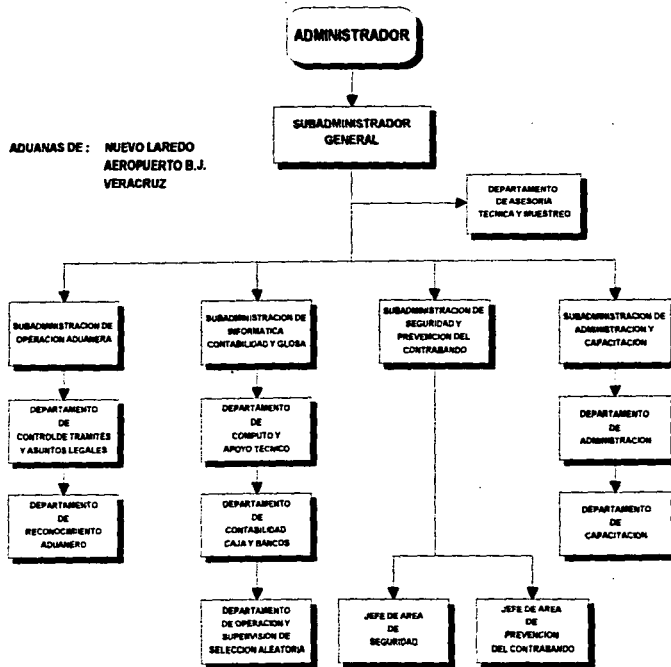 ADMINISTRADOR
SUBADMINISTRADOR
GENERAL
ADUANAS DE : NUEVO LAREDO
AEROPUERTO B.J.
VERACRUZ
DEPARTAMENTO
DE ASESORIA
TECNICA Y MUESTREO
SUBADMINISTRACION DE
OPERACION ADUANERA
SUBADMINISTRACION DE
INFORMATICA
CONTABILIDAD Y GLOSA
SUBADMINISTRACION DE
SEGURIDAD Y
PREVENCION DEL
CONTRABANDO
SUBADMINISTRACION DE
ADMINISTRACION Y
CAPACITACION
DEPARTAMENTO
DE
CONTROLDE TRAMITES
Y ASUNTOS LEGALES
DEPARTAMENTO
DE
COMPUTO Y
APOYO TECNICO
DEPARTAMENTO
DE
ADMINISTRACION
DEPARTAMENTO
DE
RECONOCIMIENTO
ADUANERO
DEPARTAMENTO
DE
CONTABILIDAD
CAJA Y BANCOS
DEPARTAMENTO
DE
CAPACITACION
DEPARTAMENTO
DE OPERACION Y
SUPERVISION DE
SELECCION ALEATORIA
JEFE DE AREA
DE
SEGURIDAD
JEFE DE AREA
DE
PREVENCION
DEL CONTRABANDO